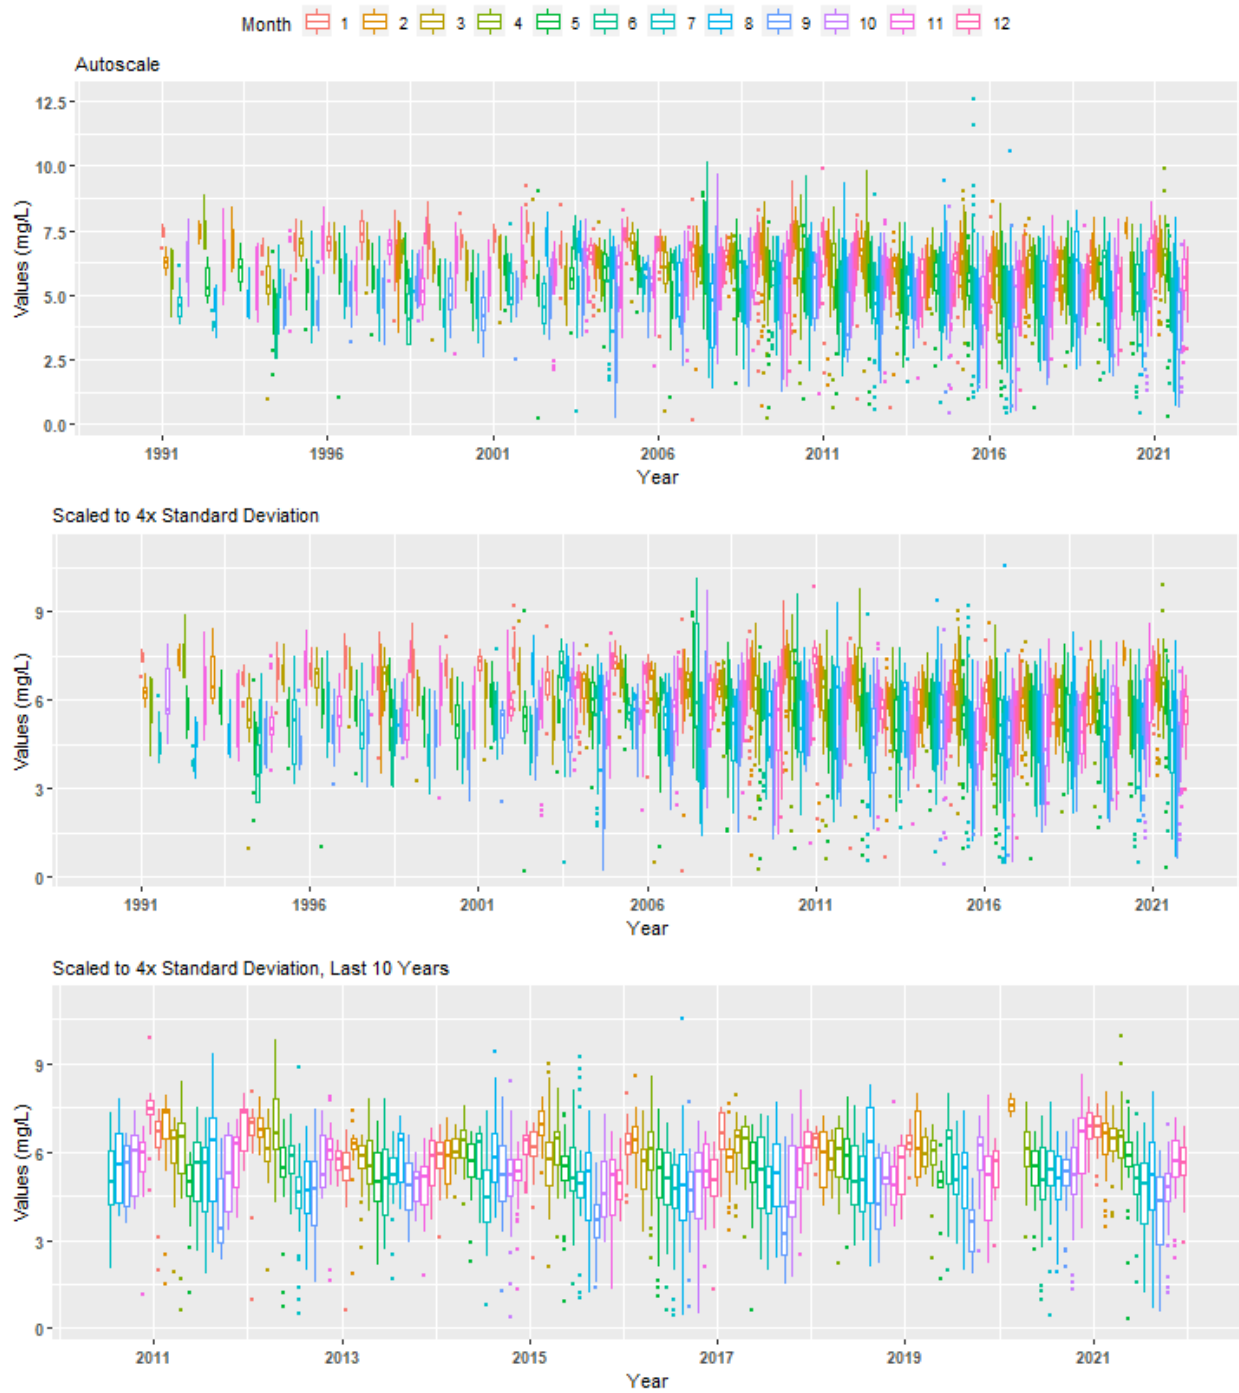 Month 1 2 3 4 5 6 7 8 9 10 11 12
Autoscale
Values (mg/L)
12.5
10.0
7.5
5.0
2.5
0.0
1991 1996 2001 2006 2011 2016 2021
Year
Scaled to 4x Standard Deviation
Values (mg/L)
9
6
3
0
1991 1996 2001 2006 2011 2016 2021
Year
Scaled to 4x Standard Deviation, Last 10 Years
Values (mg/L)
9
6
3
0
2011 2013 2015 2017 2019 2021
Year